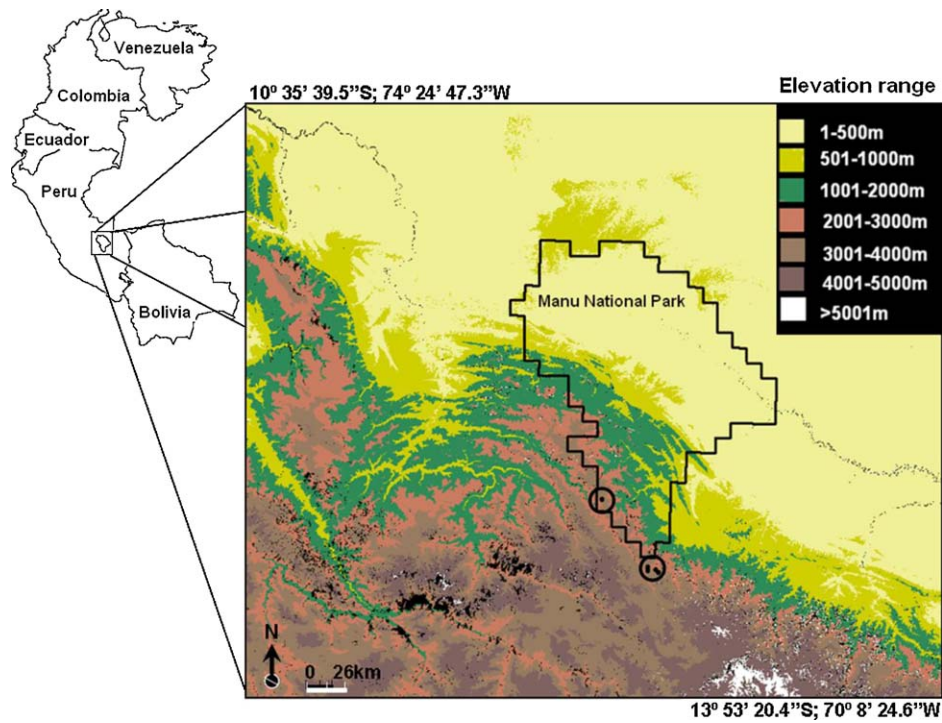 Venezuela
Colombia
Ecuador
Peru
Bolivia
10º 35’ 39.5”S; 74º 24’ 47.3”W
Elevation range
1-500m
501-1000m
1001-2000m
2001-3000m
3001-4000m
4001-5000m
>5001m
Manu National Park
N
0 26km
13º 53’ 20.4”S; 70º 8’ 24.6”W